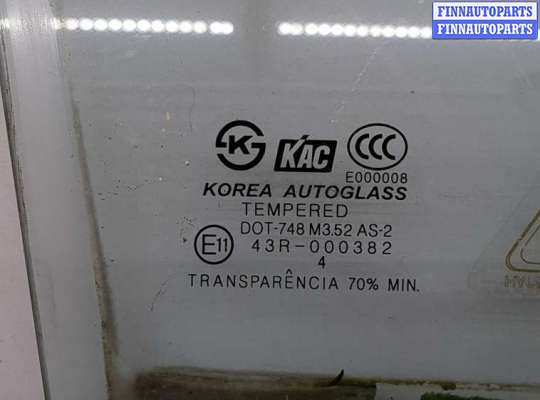 FINNAUTOPARTS
FINNAUTOPARTS
K KAC CCC
E000008
KOREA AUTOGLASS
TEMPERED
DOT-748 M3.52 AS-2
E11 43R-000382
4
TRANSPARÊNCIA 70% MIN.